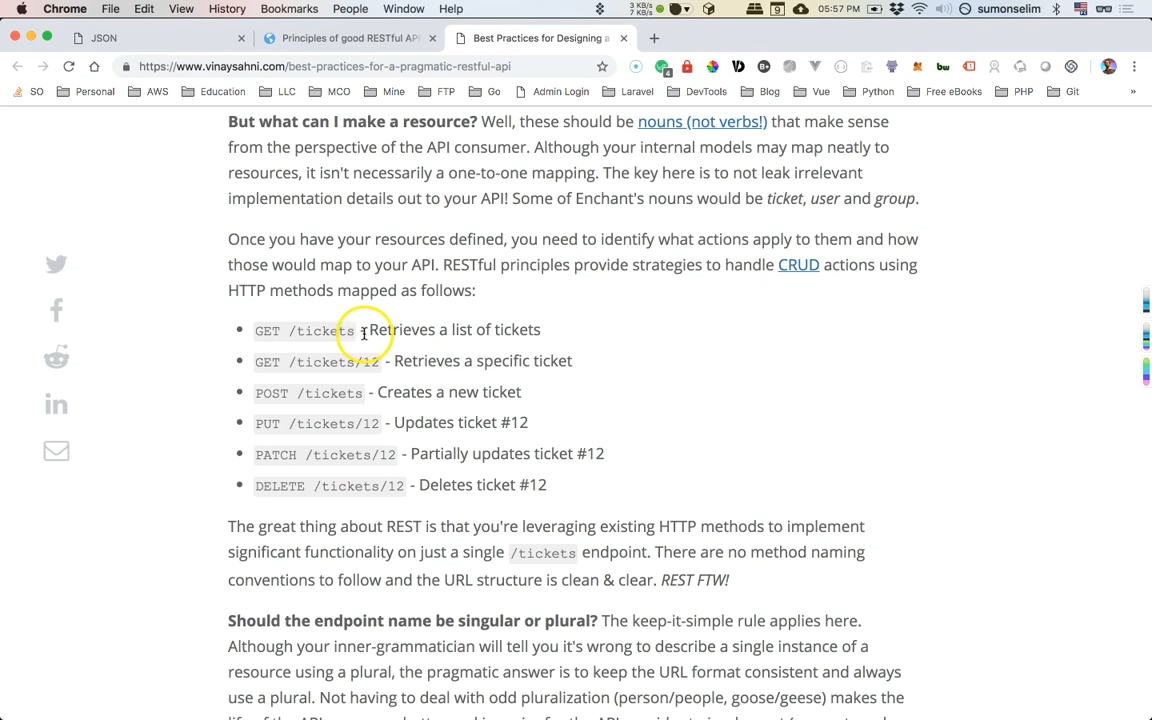 Chrome File Edit View History Bookmarks People Window Help 3 KB/s 7 KB/s 9 05:57 PM sumonselim
JSON Principles of good RESTful API Best Practices for Designing a
https://www.vinaysahni.com/best-practices-for-a-pragmatic-restful-api 4
SO Personal AWS Education LLC MCO Mine FTP Go Admin Login Laravel DevTools Blog Vue Python Free eBooks PHP Git »
But what can I make a resource? Well, these should be nouns (not verbs!) that make sense
from the perspective of the API consumer. Although your internal models may map neatly to
resources, it isn't necessarily a one-to-one mapping. The key here is to not leak irrelevant
implementation details out to your API! Some of Enchant's nouns would be ticket, user and group.
Once you have your resources defined, you need to identify what actions apply to them and how
those would map to your API. RESTful principles provide strategies to handle CRUD actions using
HTTP methods mapped as follows:
• GET /tickets - Retrieves a list of tickets
• GET /tickets/12 - Retrieves a specific ticket
• POST /tickets - Creates a new ticket
• PUT /tickets/12 - Updates ticket #12
• PATCH /tickets/12 - Partially updates ticket #12
• DELETE /tickets/12 - Deletes ticket #12
The great thing about REST is that you're leveraging existing HTTP methods to implement
significant functionality on just a single /tickets endpoint. There are no method naming
conventions to follow and the URL structure is clean & clear. REST FTW!
Should the endpoint name be singular or plural? The keep-it-simple rule applies here.
Although your inner-grammatician will tell you it's wrong to describe a single instance of a
resource using a plural, the pragmatic answer is to keep the URL format consistent and always
use a plural. Not having to deal with odd pluralization (person/people, goose/geese) makes the